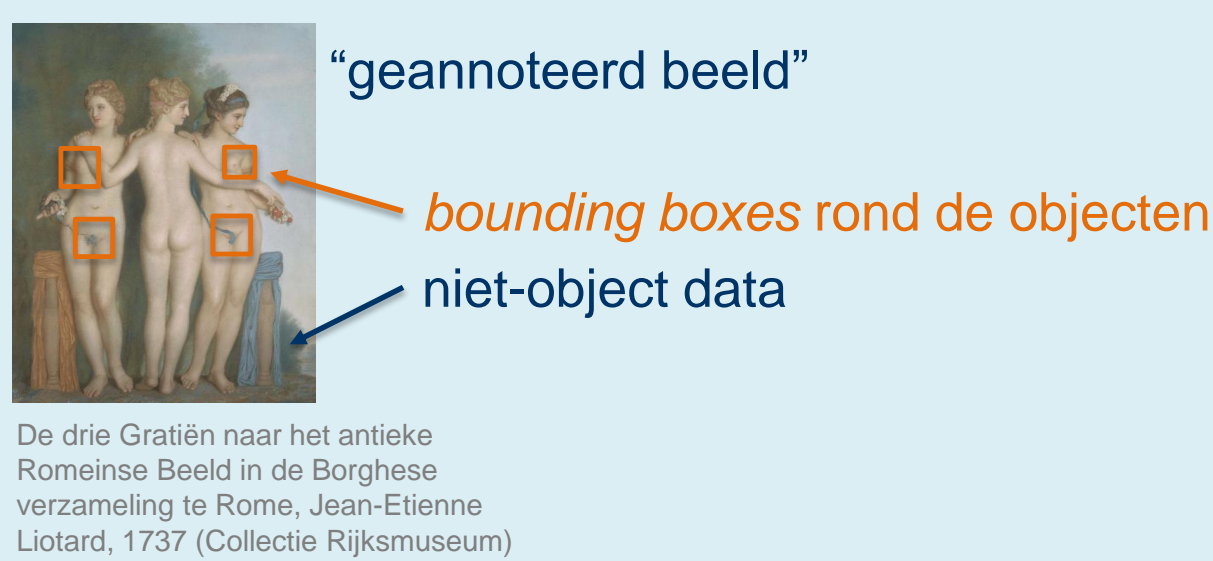 “geannoteerd beeld”
bounding boxes rond de objecten
niet-object data
De drie Gratiën naar het antieke
Romeinse Beeld in de Borghese
verzameling te Rome, Jean-Etienne
Liotard, 1737 (Collectie Rijksmuseum)